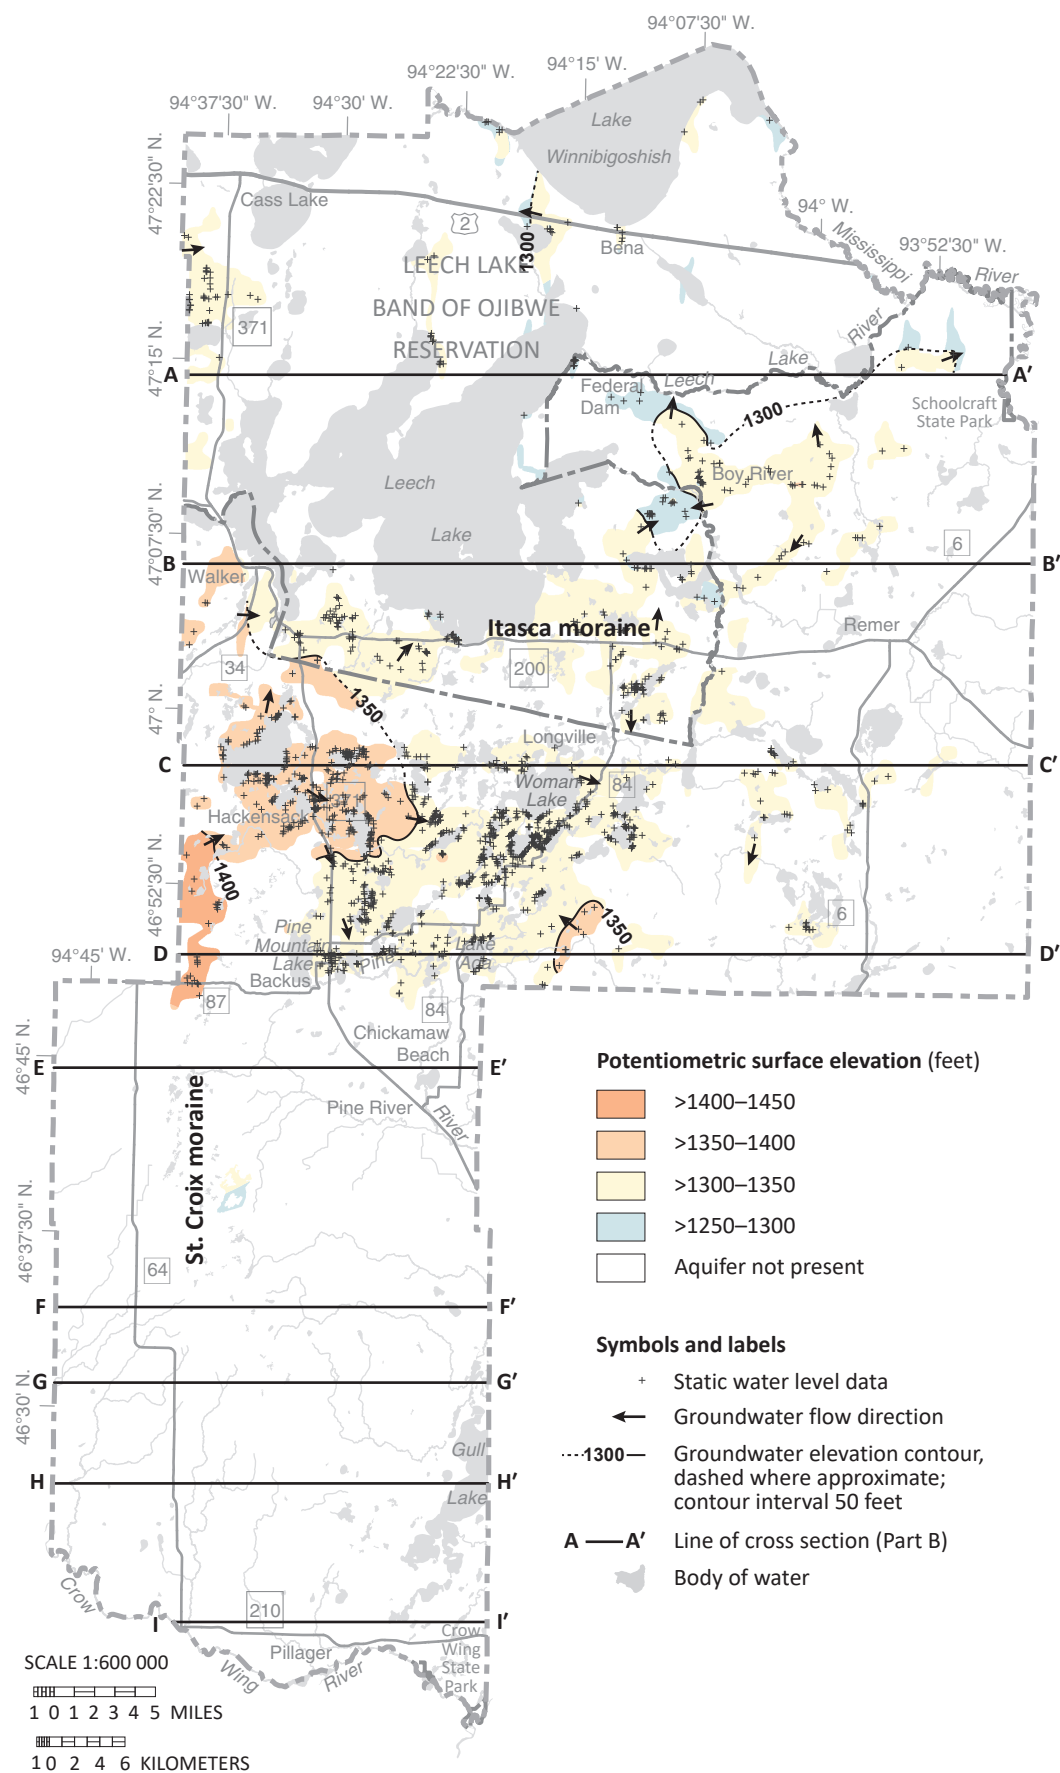 94°07'30" W.
94°15' W.
94°22'30" W.
94°37'30" W.
94°30' W.
Lake
Winnibigoshish
47°22'30" N.
Cass Lake
2
94° W.
Mississippi
River
93°52'30" W.
1300
Bena
LEECH LAKE
BAND OF OJIBWE
RESERVATION
371
River
Lake
Leech
47°15' N.
A
A'
Federal
Dam
1300
Schoolcraft
State Park
Leech
Lake
Boy River
47°07'30" N.
6
B
B'
Walker
Itasca moraine
Remer
34
200
47° N.
1350
Longville
C
C'
Woman
Lake
84
Hackensack
1400
46°52'30" N.
1350
6
Pine
Mountain
Lake
Pine
Lake
Ada
D
D'
94°45' W.
Backus
87
84
Chickamaw
Beach
46°45' N.
E
E'
Pine River
River
St. Croix moraine
46°37'30" N.
64
F
F'
G
G'
46°30' N.
Gull
Lake
H
H'
Crow
210
I
I'
Crow
Wing
State
Park
Pillager
Wing
River
Potentiometric surface elevation (feet)
>1400–1450
>1350–1400
>1300–1350
>1250–1300
Aquifer not present
Symbols and labels
+ Static water level data
Groundwater flow direction
1300 Groundwater elevation contour,
dashed where approximate;
contour interval 50 feet
A A' Line of cross section (Part B)
Body of water
SCALE 1:600 000
1 0 1 2 3 4 5 MILES
1 0 2 4 6 KILOMETERS